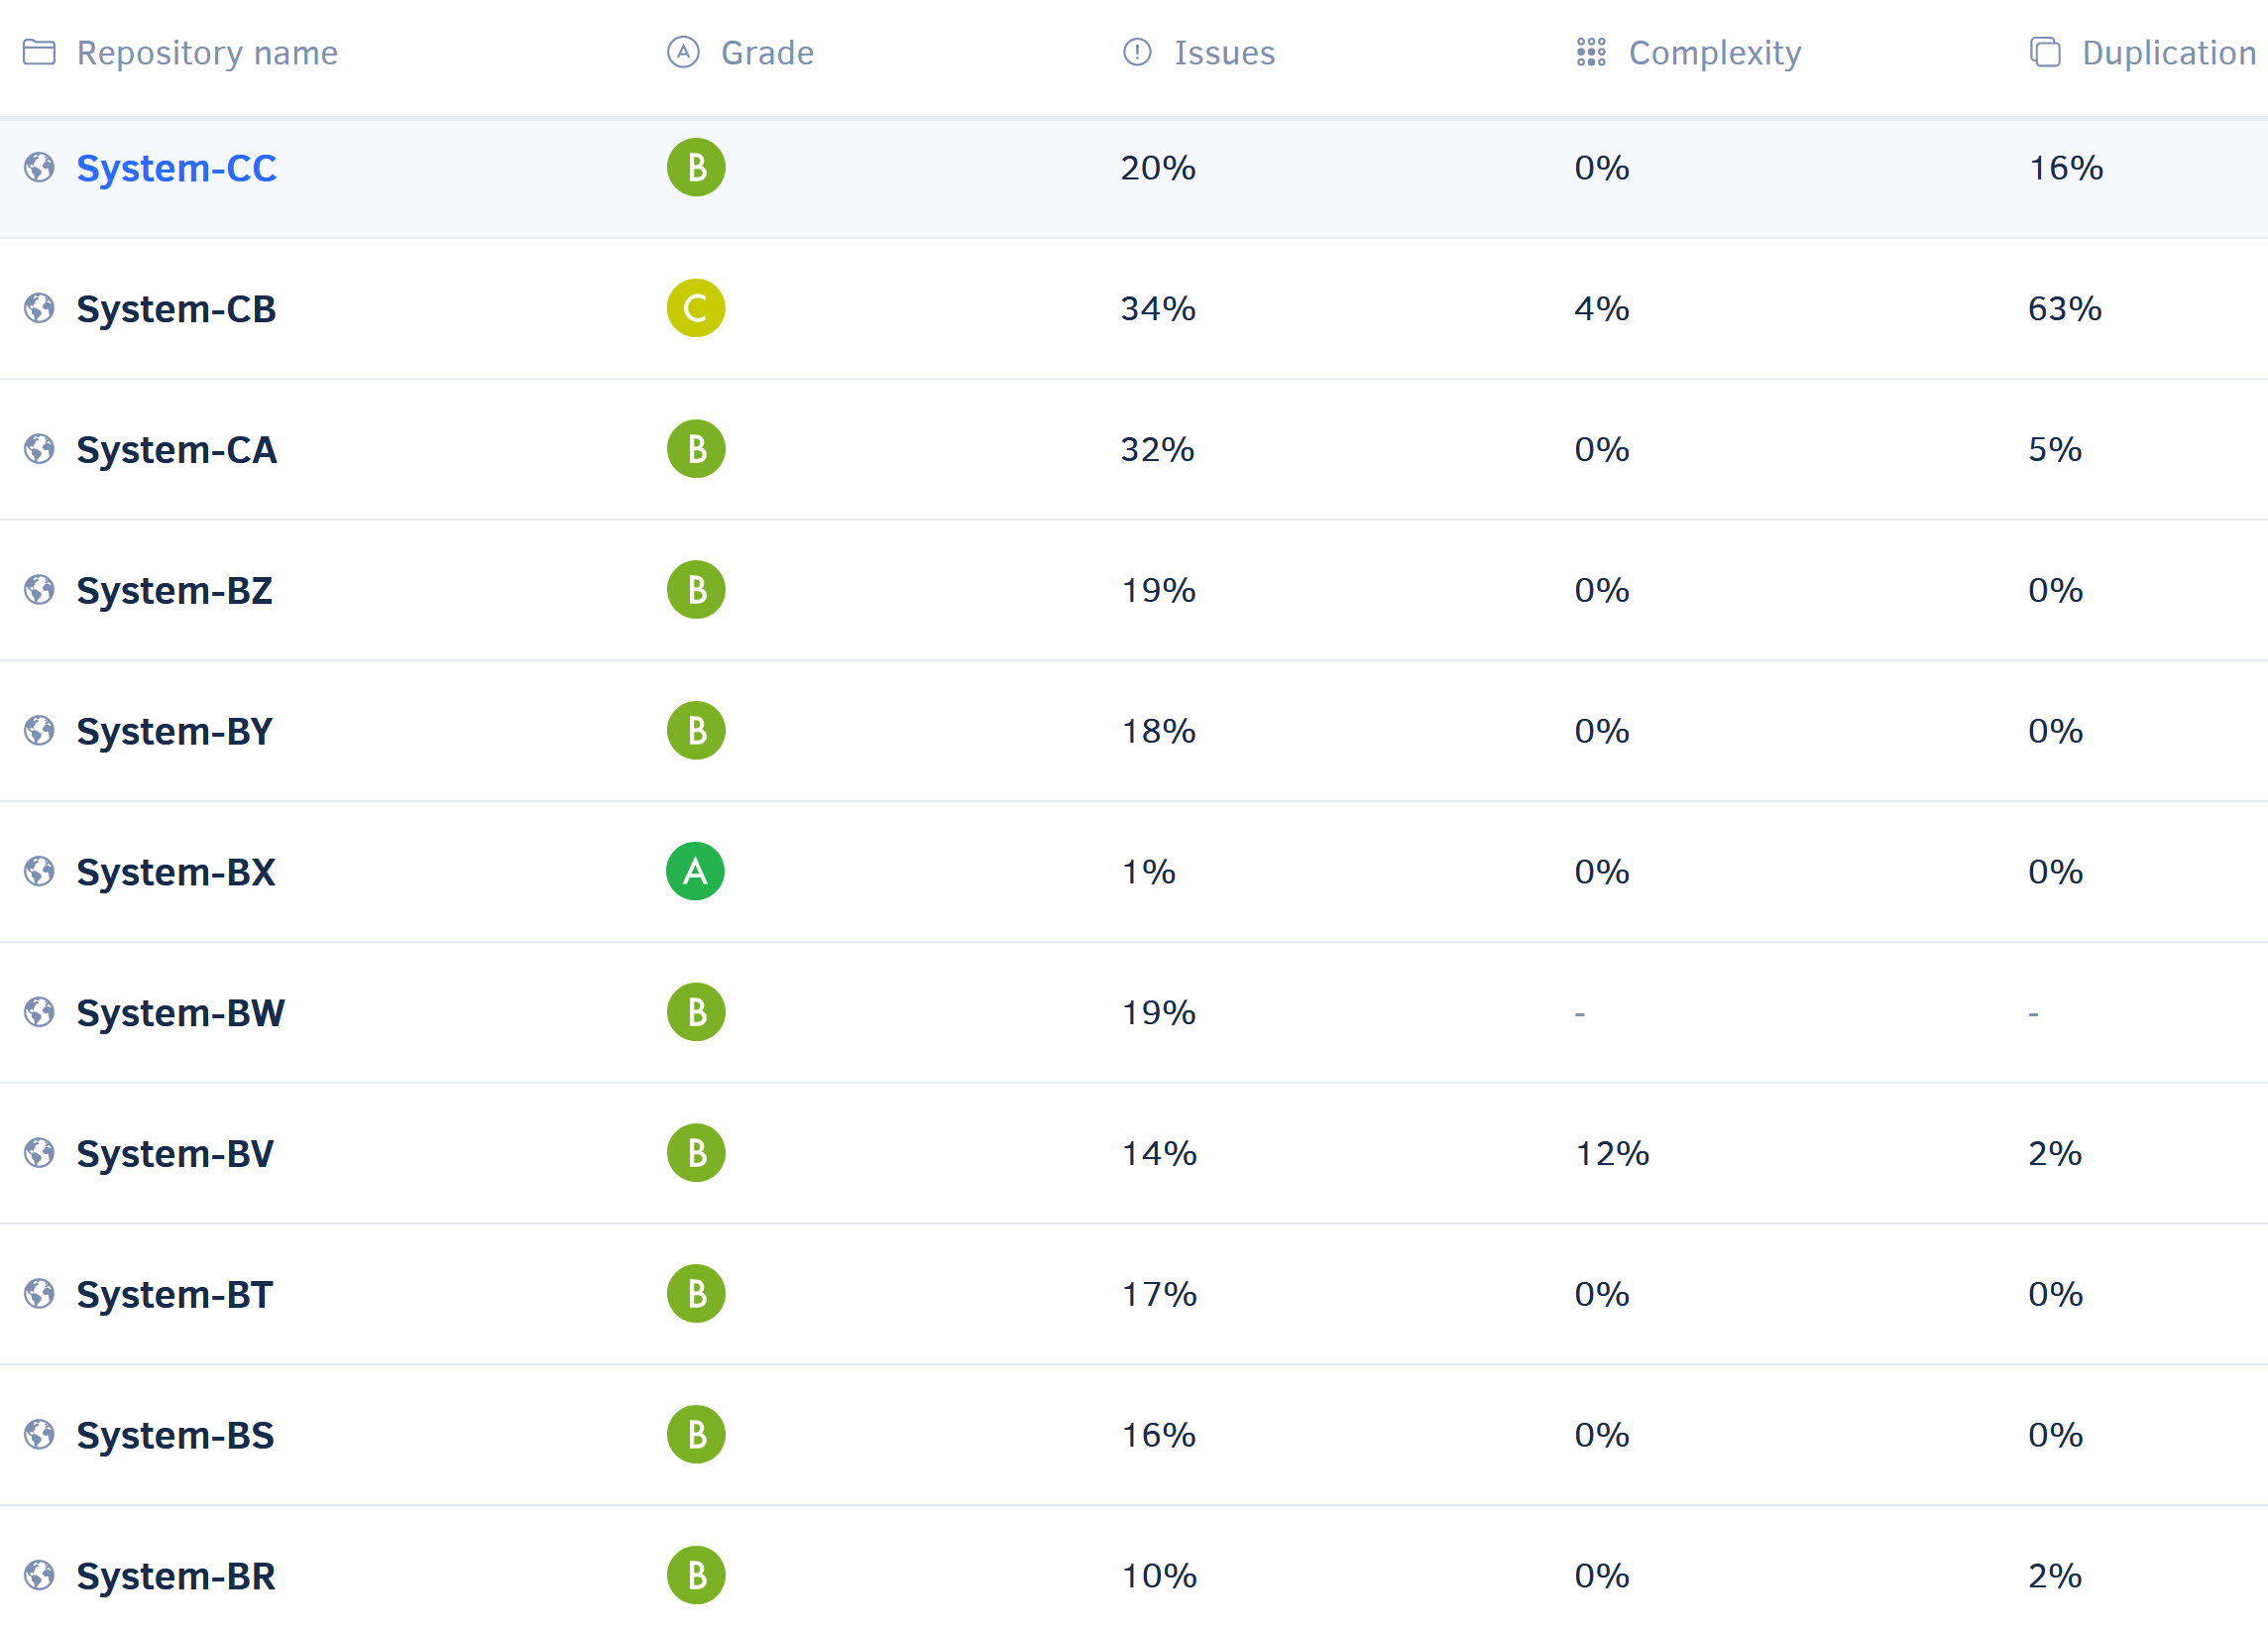 Repository name Grade Issues Complexity Duplication
System-CC B 20% 0% 16%
System-CB C 34% 4% 63%
System-CA B 32% 0% 5%
System-BZ B 19% 0% 0%
System-BY B 18% 0% 0%
System-BX A 1% 0% 0%
System-BW B 19% - -
System-BV B 14% 12% 2%
System-BT B 17% 0% 0%
System-BS B 16% 0% 0%
System-BR B 10% 0% 2%